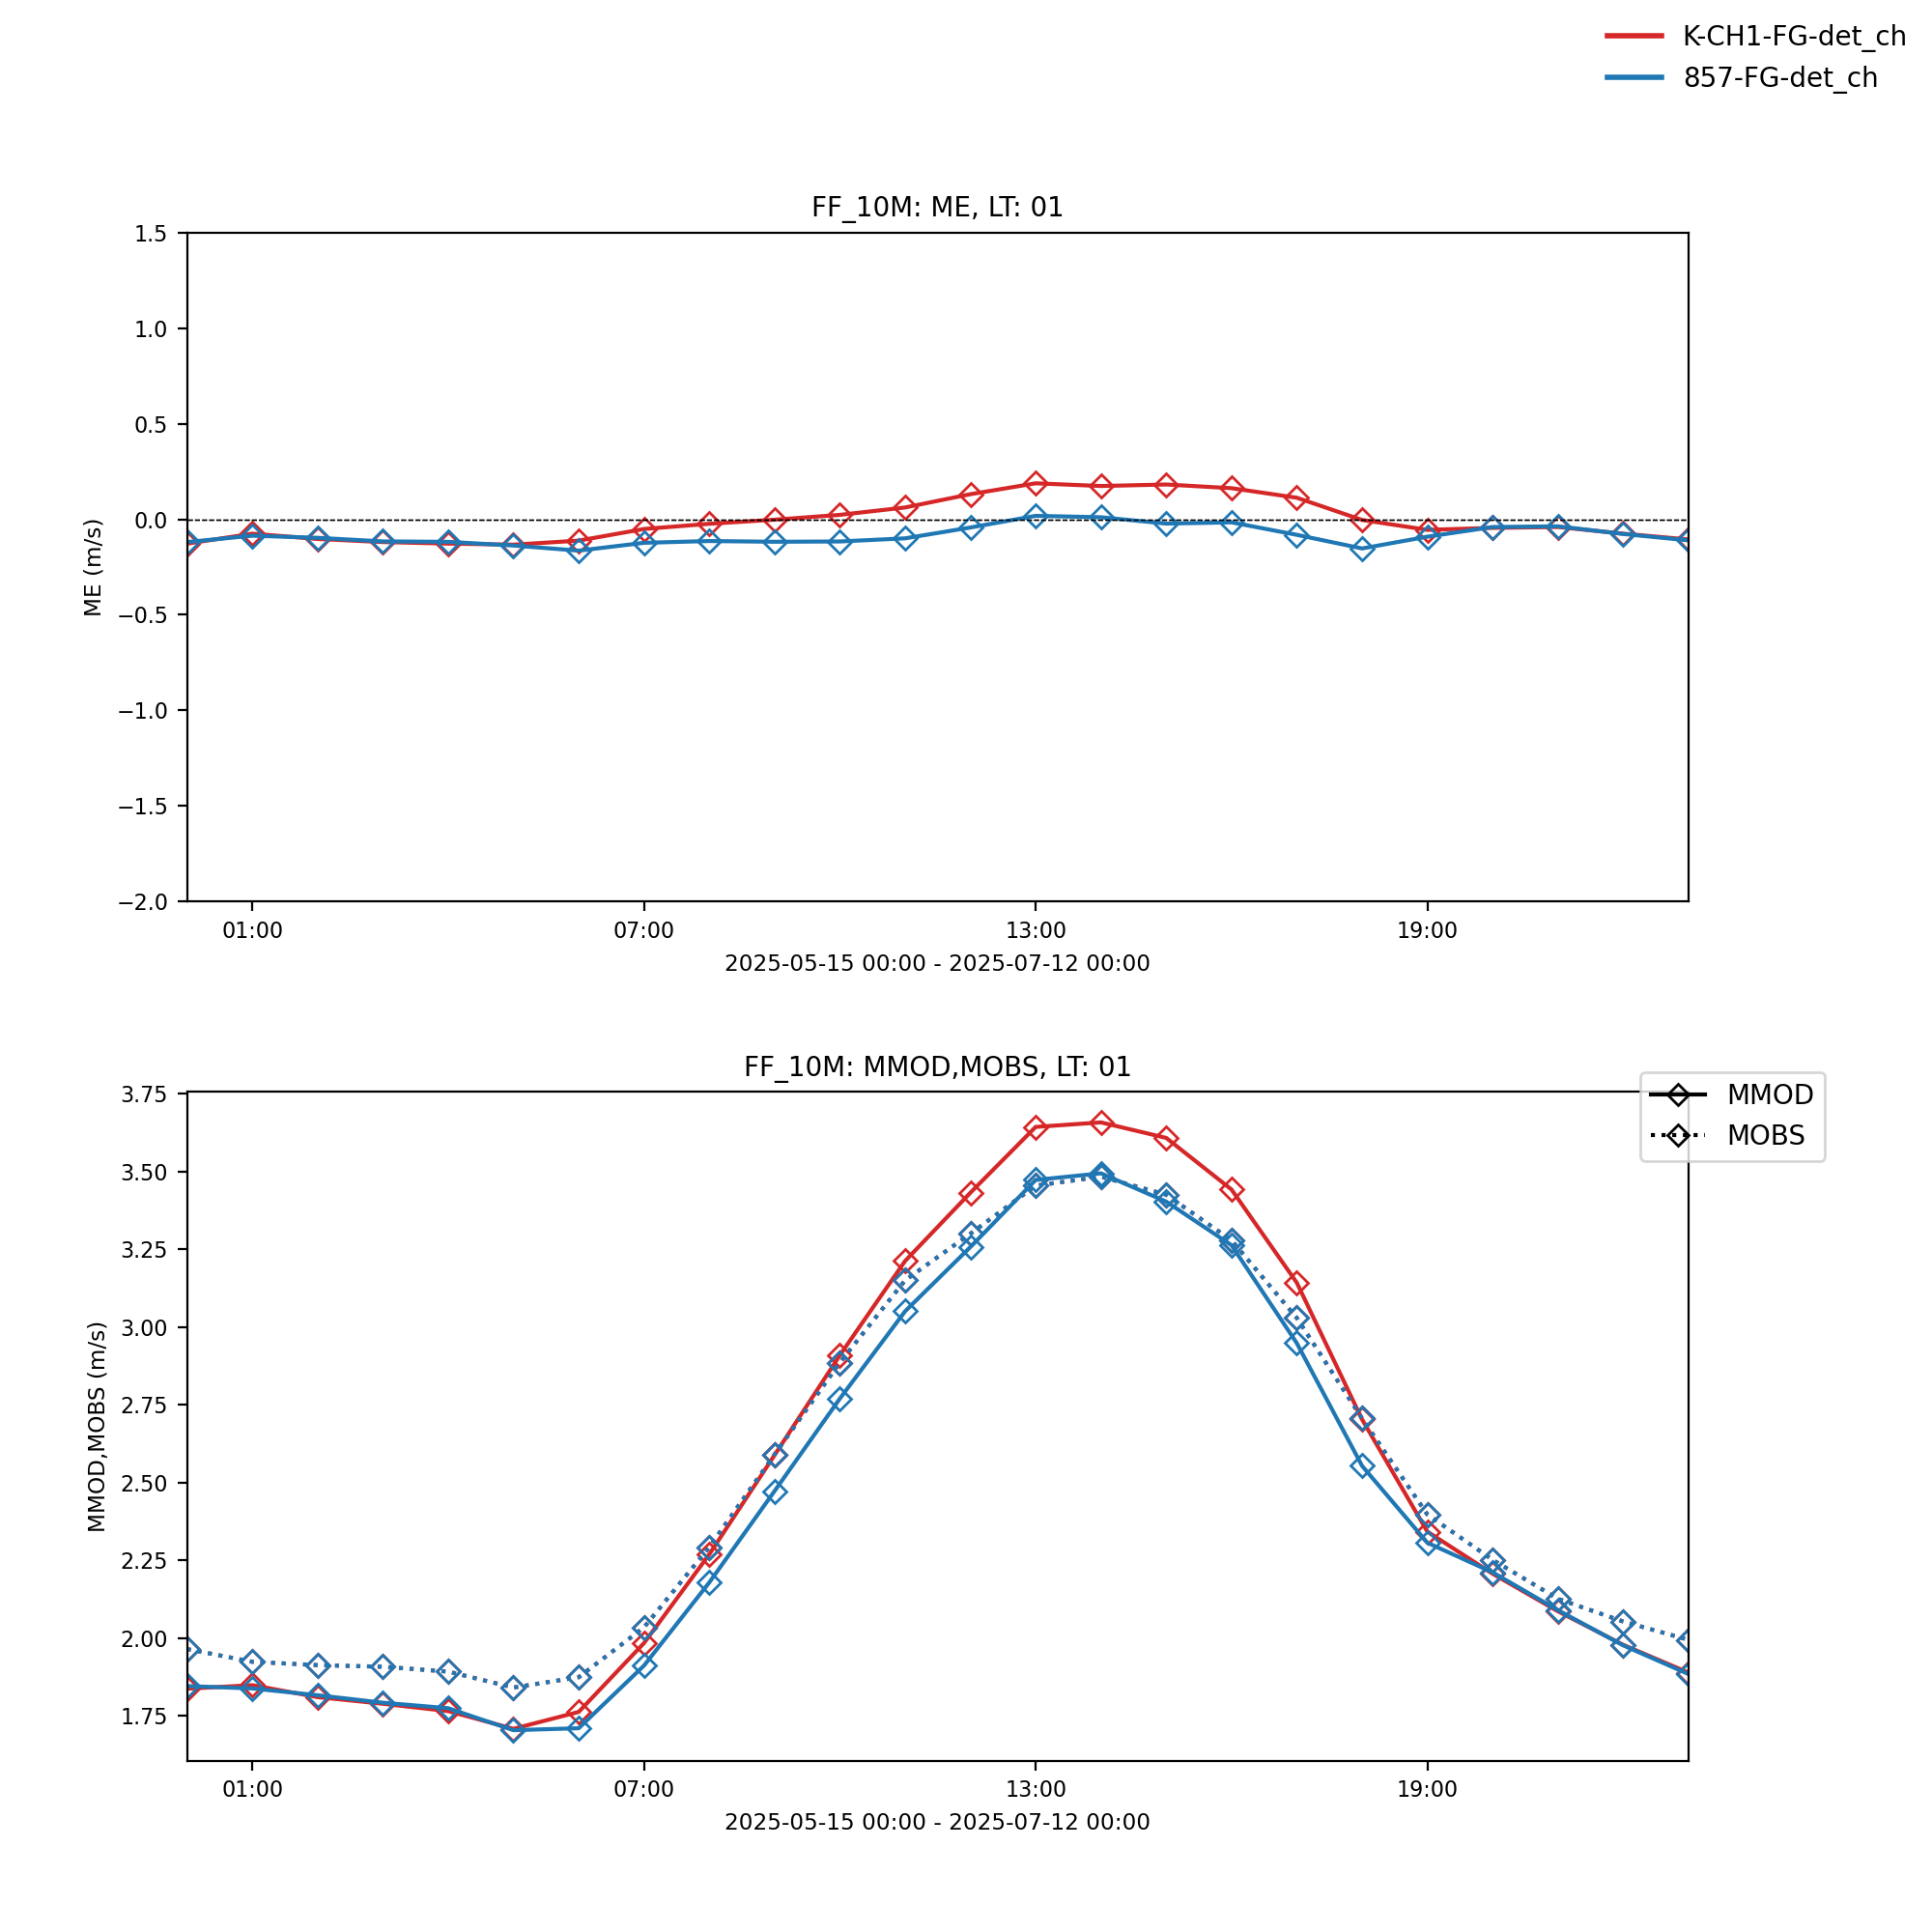 K-CH1-FG-det_ch
857-FG-det_ch
FF_10M: ME, LT: 01
1.5
1.0
0.5
0.0
−0.5
−1.0
−1.5
−2.0
ME (m/s)
01:00 07:00 13:00 19:00
2025-05-15 00:00 - 2025-07-12 00:00
FF_10M: MMOD,MOBS, LT: 01
MMOD
MOBS
3.75
3.50
3.25
3.00
2.75
2.50
2.25
2.00
1.75
MMOD,MOBS (m/s)
01:00 07:00 13:00 19:00
2025-05-15 00:00 - 2025-07-12 00:00